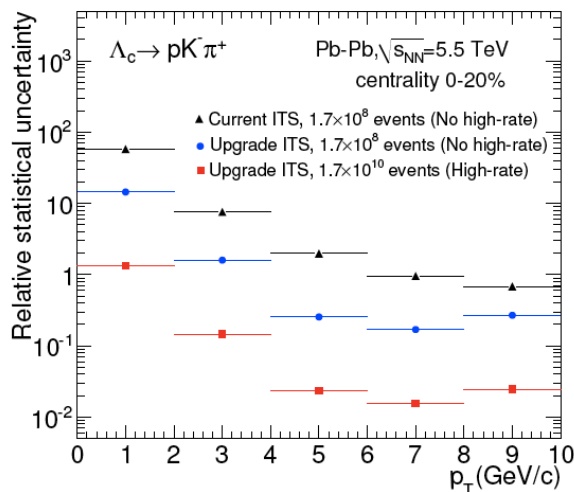 Λc→ pK⁻π⁺
Pb-Pb,√sNN=5.5 TeV
centrality 0-20%
Current ITS, 1.7×10⁸ events (No high-rate)
Upgrade ITS, 1.7×10⁸ events (No high-rate)
Upgrade ITS, 1.7×10¹⁰ events (High-rate)
Relative statistical uncertainty
10³
10²
10
1
10⁻¹
10⁻²
0 1 2 3 4 5 6 7 8 9 10
pT(GeV/c)